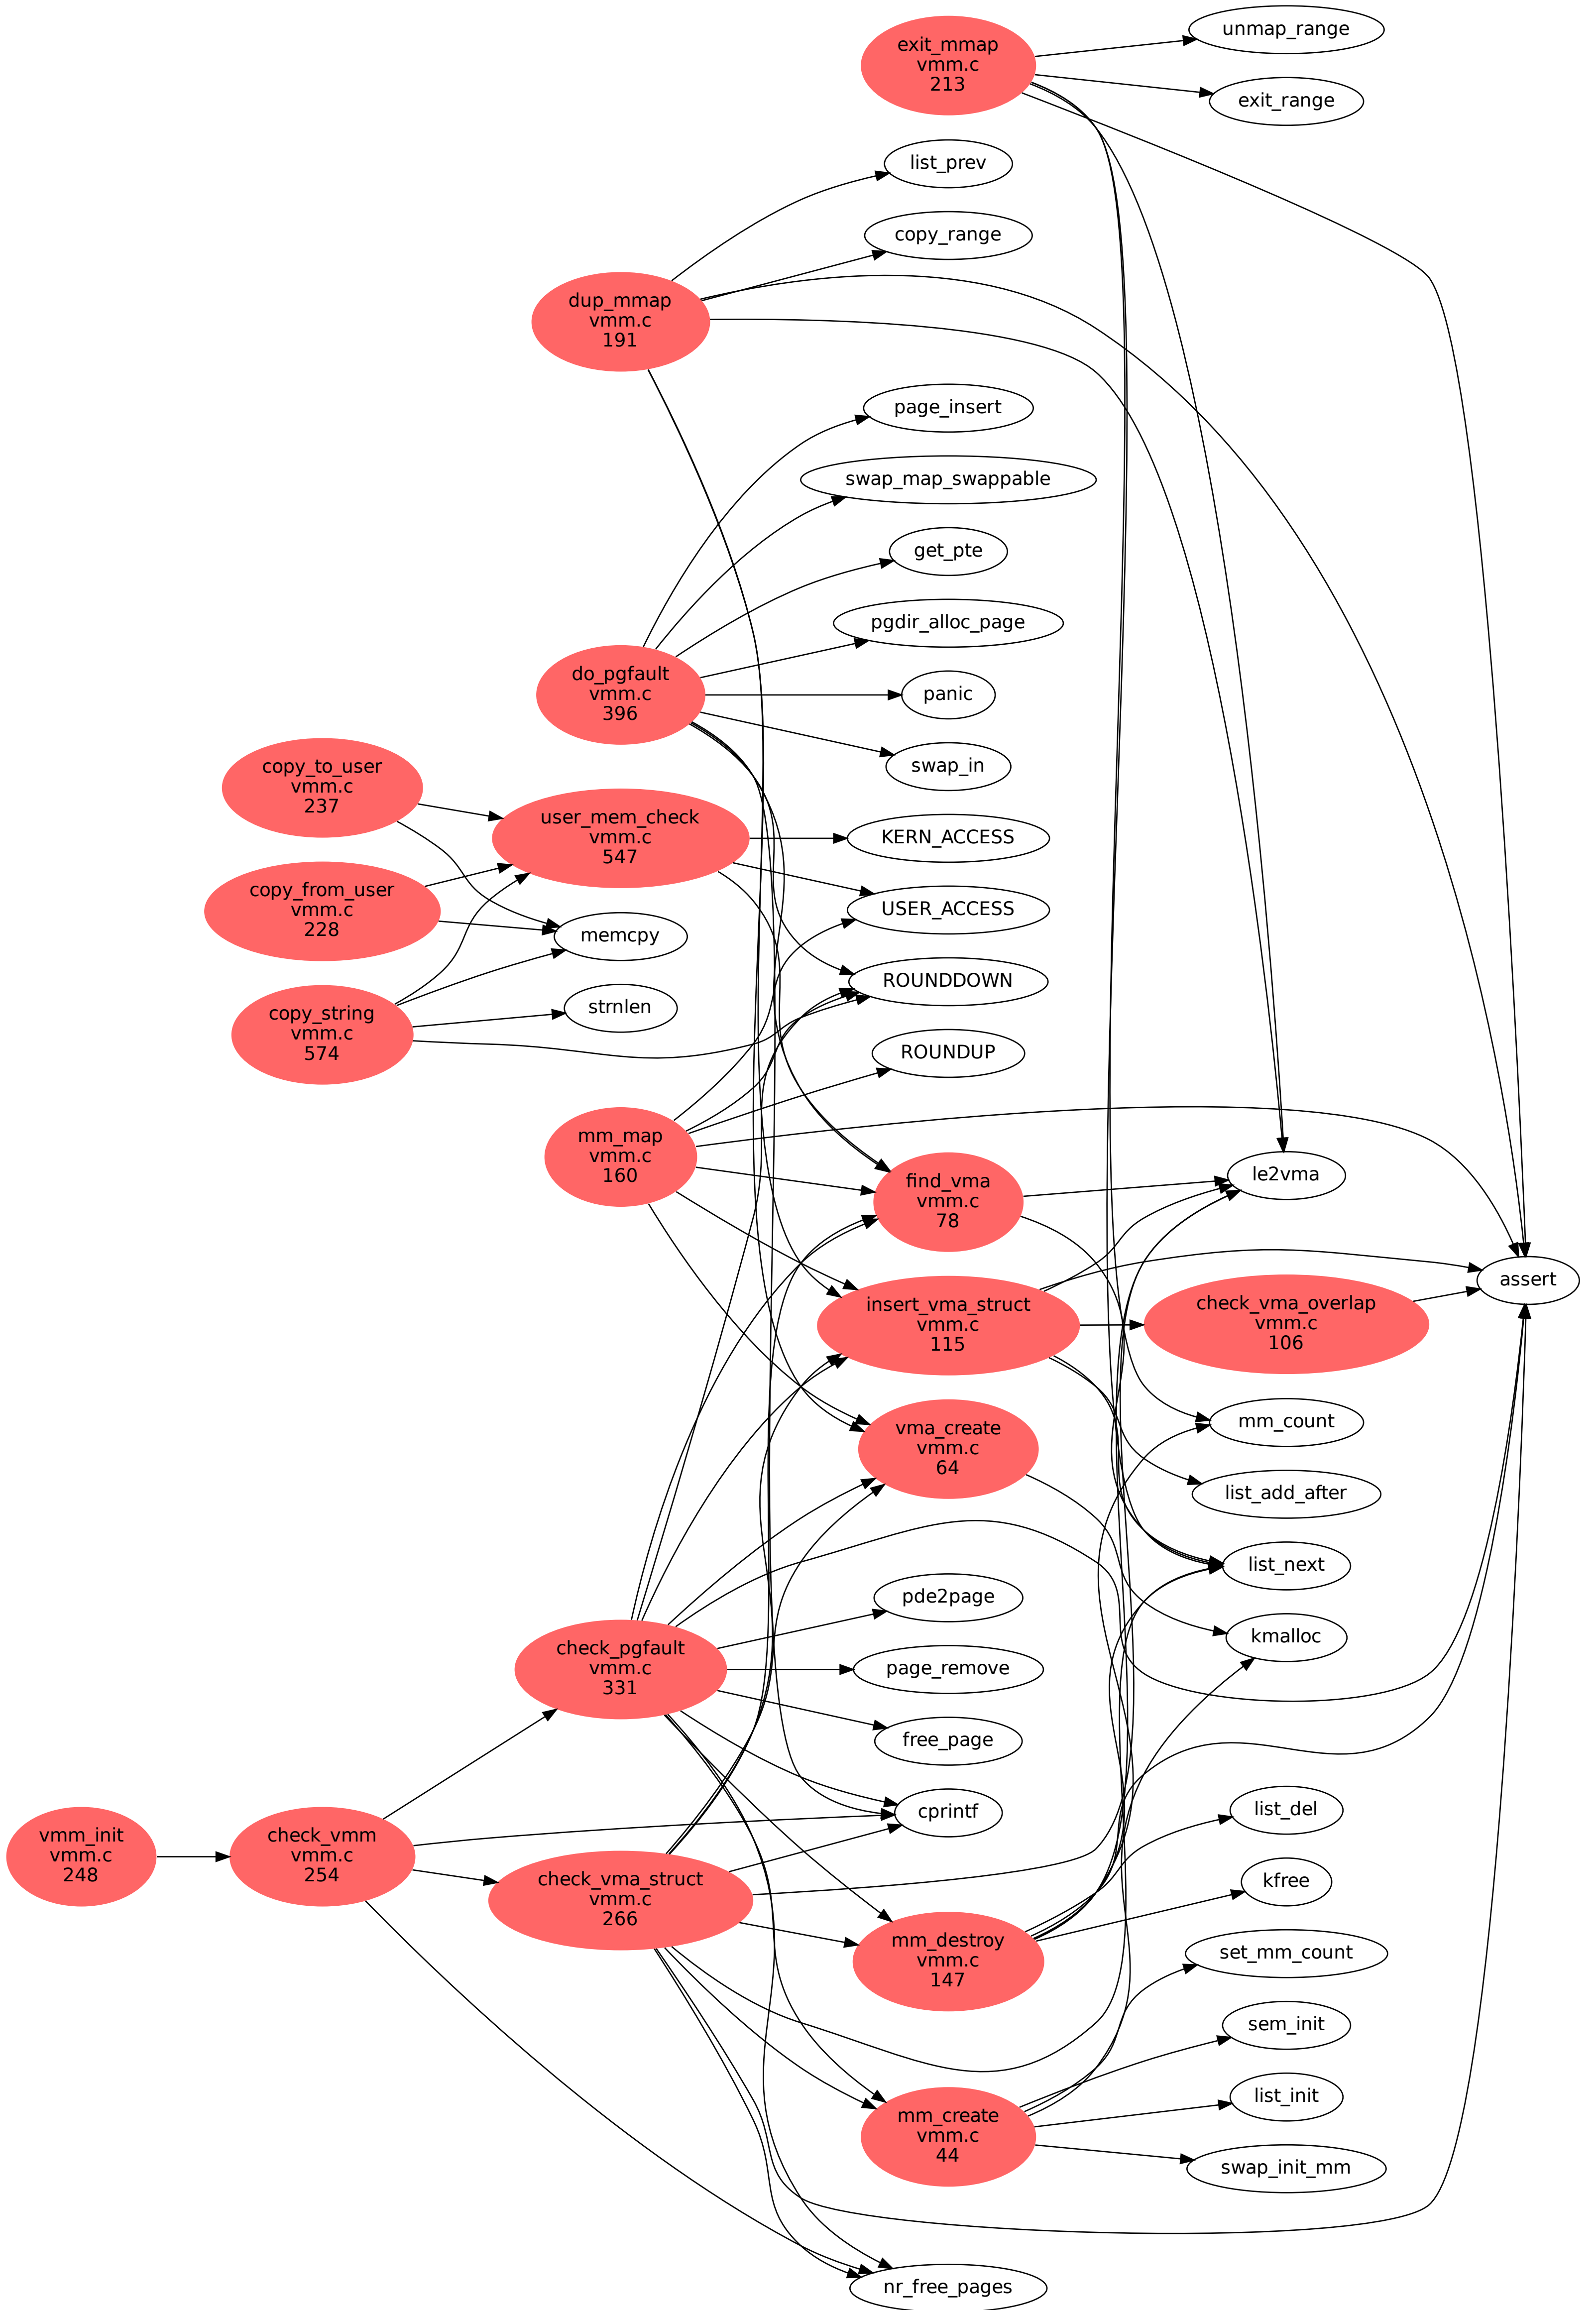 exit_mmap
vmm.c
213
unmap_range
exit_range
list_prev
copy_range
dup_mmap
vmm.c
191
page_insert
swap_map_swappable
get_pte
pgdir_alloc_page
do_pgfault
vmm.c
396
panic
swap_in
copy_to_user
vmm.c
237
user_mem_check
vmm.c
547
KERN_ACCESS
copy_from_user
vmm.c
228
USER_ACCESS
memcpy
ROUNDDOWN
copy_string
vmm.c
574
strnlen
ROUNDUP
mm_map
vmm.c
160
find_vma
vmm.c
78
le2vma
assert
insert_vma_struct
vmm.c
115
check_vma_overlap
vmm.c
106
mm_count
vma_create
vmm.c
64
list_add_after
list_next
pde2page
kmalloc
check_pgfault
vmm.c
331
page_remove
free_page
list_del
cprintf
vmm_init
vmm.c
248
check_vmm
vmm.c
254
check_vma_struct
vmm.c
266
kfree
mm_destroy
vmm.c
147
set_mm_count
sem_init
list_init
mm_create
vmm.c
44
swap_init_mm
nr_free_pages